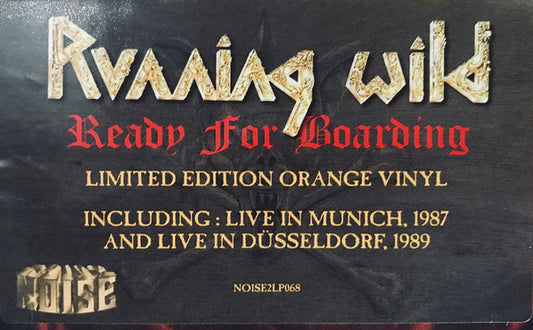 Running Wild
Ready For Boarding
LIMITED EDITION ORANGE VINYL
INCLUDING : LIVE IN MUNICH, 1987
AND LIVE IN DÜSSELDORF, 1989
NOISE
NOISE2LP068